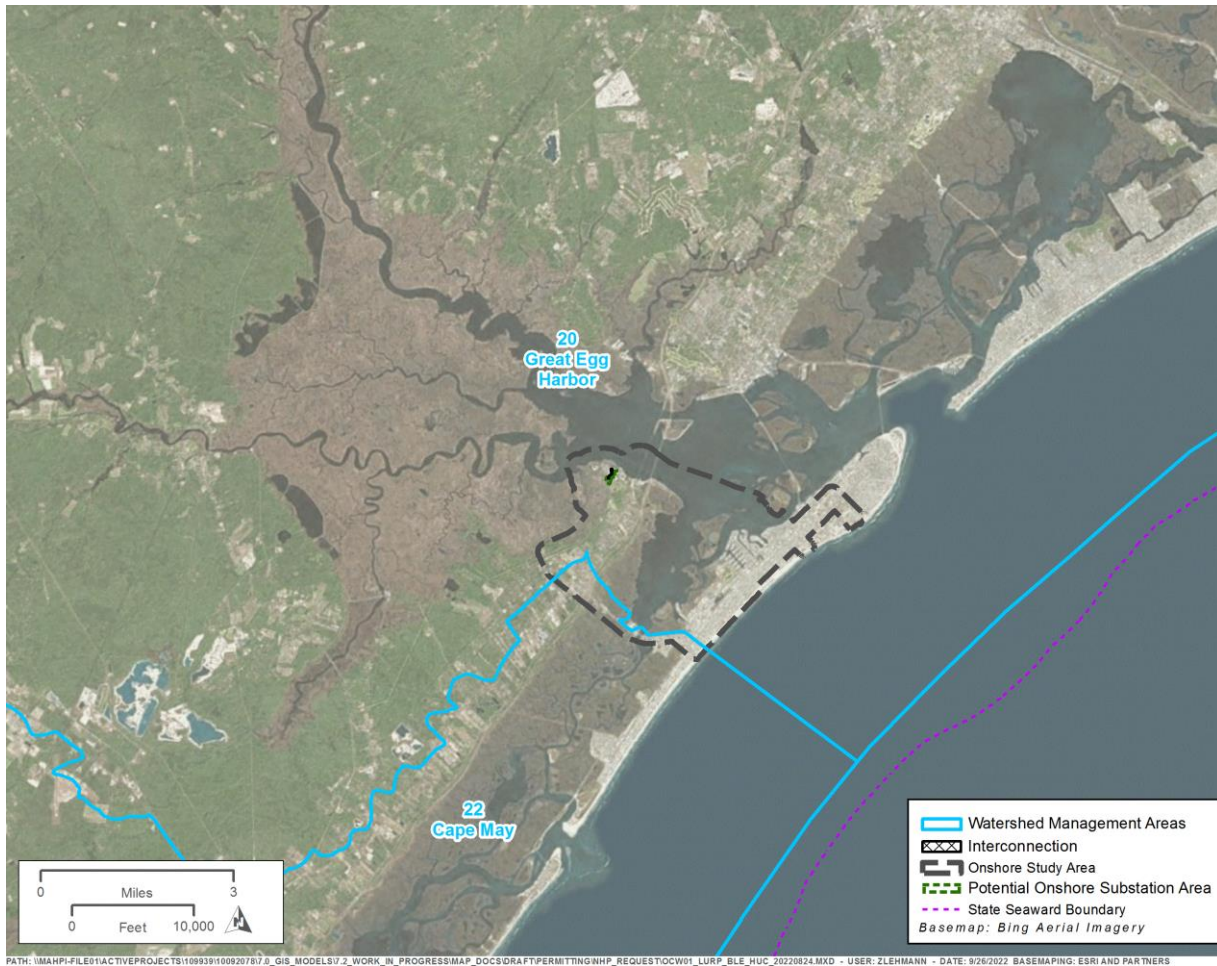 20
Great Egg
Harbor
22
Cape May
0 Miles 3
0 Feet 10,000
N
Watershed Management Areas
Interconnection
Onshore Study Area
Potential Onshore Substation Area
State Seaward Boundary
Basemap: Bing Aerial Imagery
PATH: \\MAHPI-FILE01\ACTIVEPROJECTS\109939\10092078\7.0_GIS_MODELS\7.2_WORK_IN_PROGRESS\MAP_DOCS\DRAFT\PERMITTING\NHP_REQUEST\OCW01_LURP_BLE_HUC_20220824.MXD - USER: ZLEHMANN - DATE: 9/26/2022 BASEMAPING: ESRI AND PARTNERS